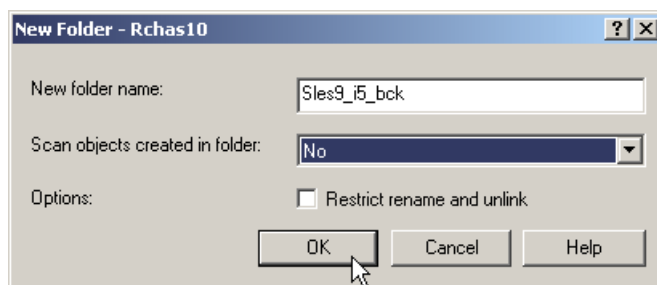 New Folder - Rchas10
New folder name: Sles9_i5_bck
Scan objects created in folder: No
Options: Restrict rename and unlink
OK Cancel Help